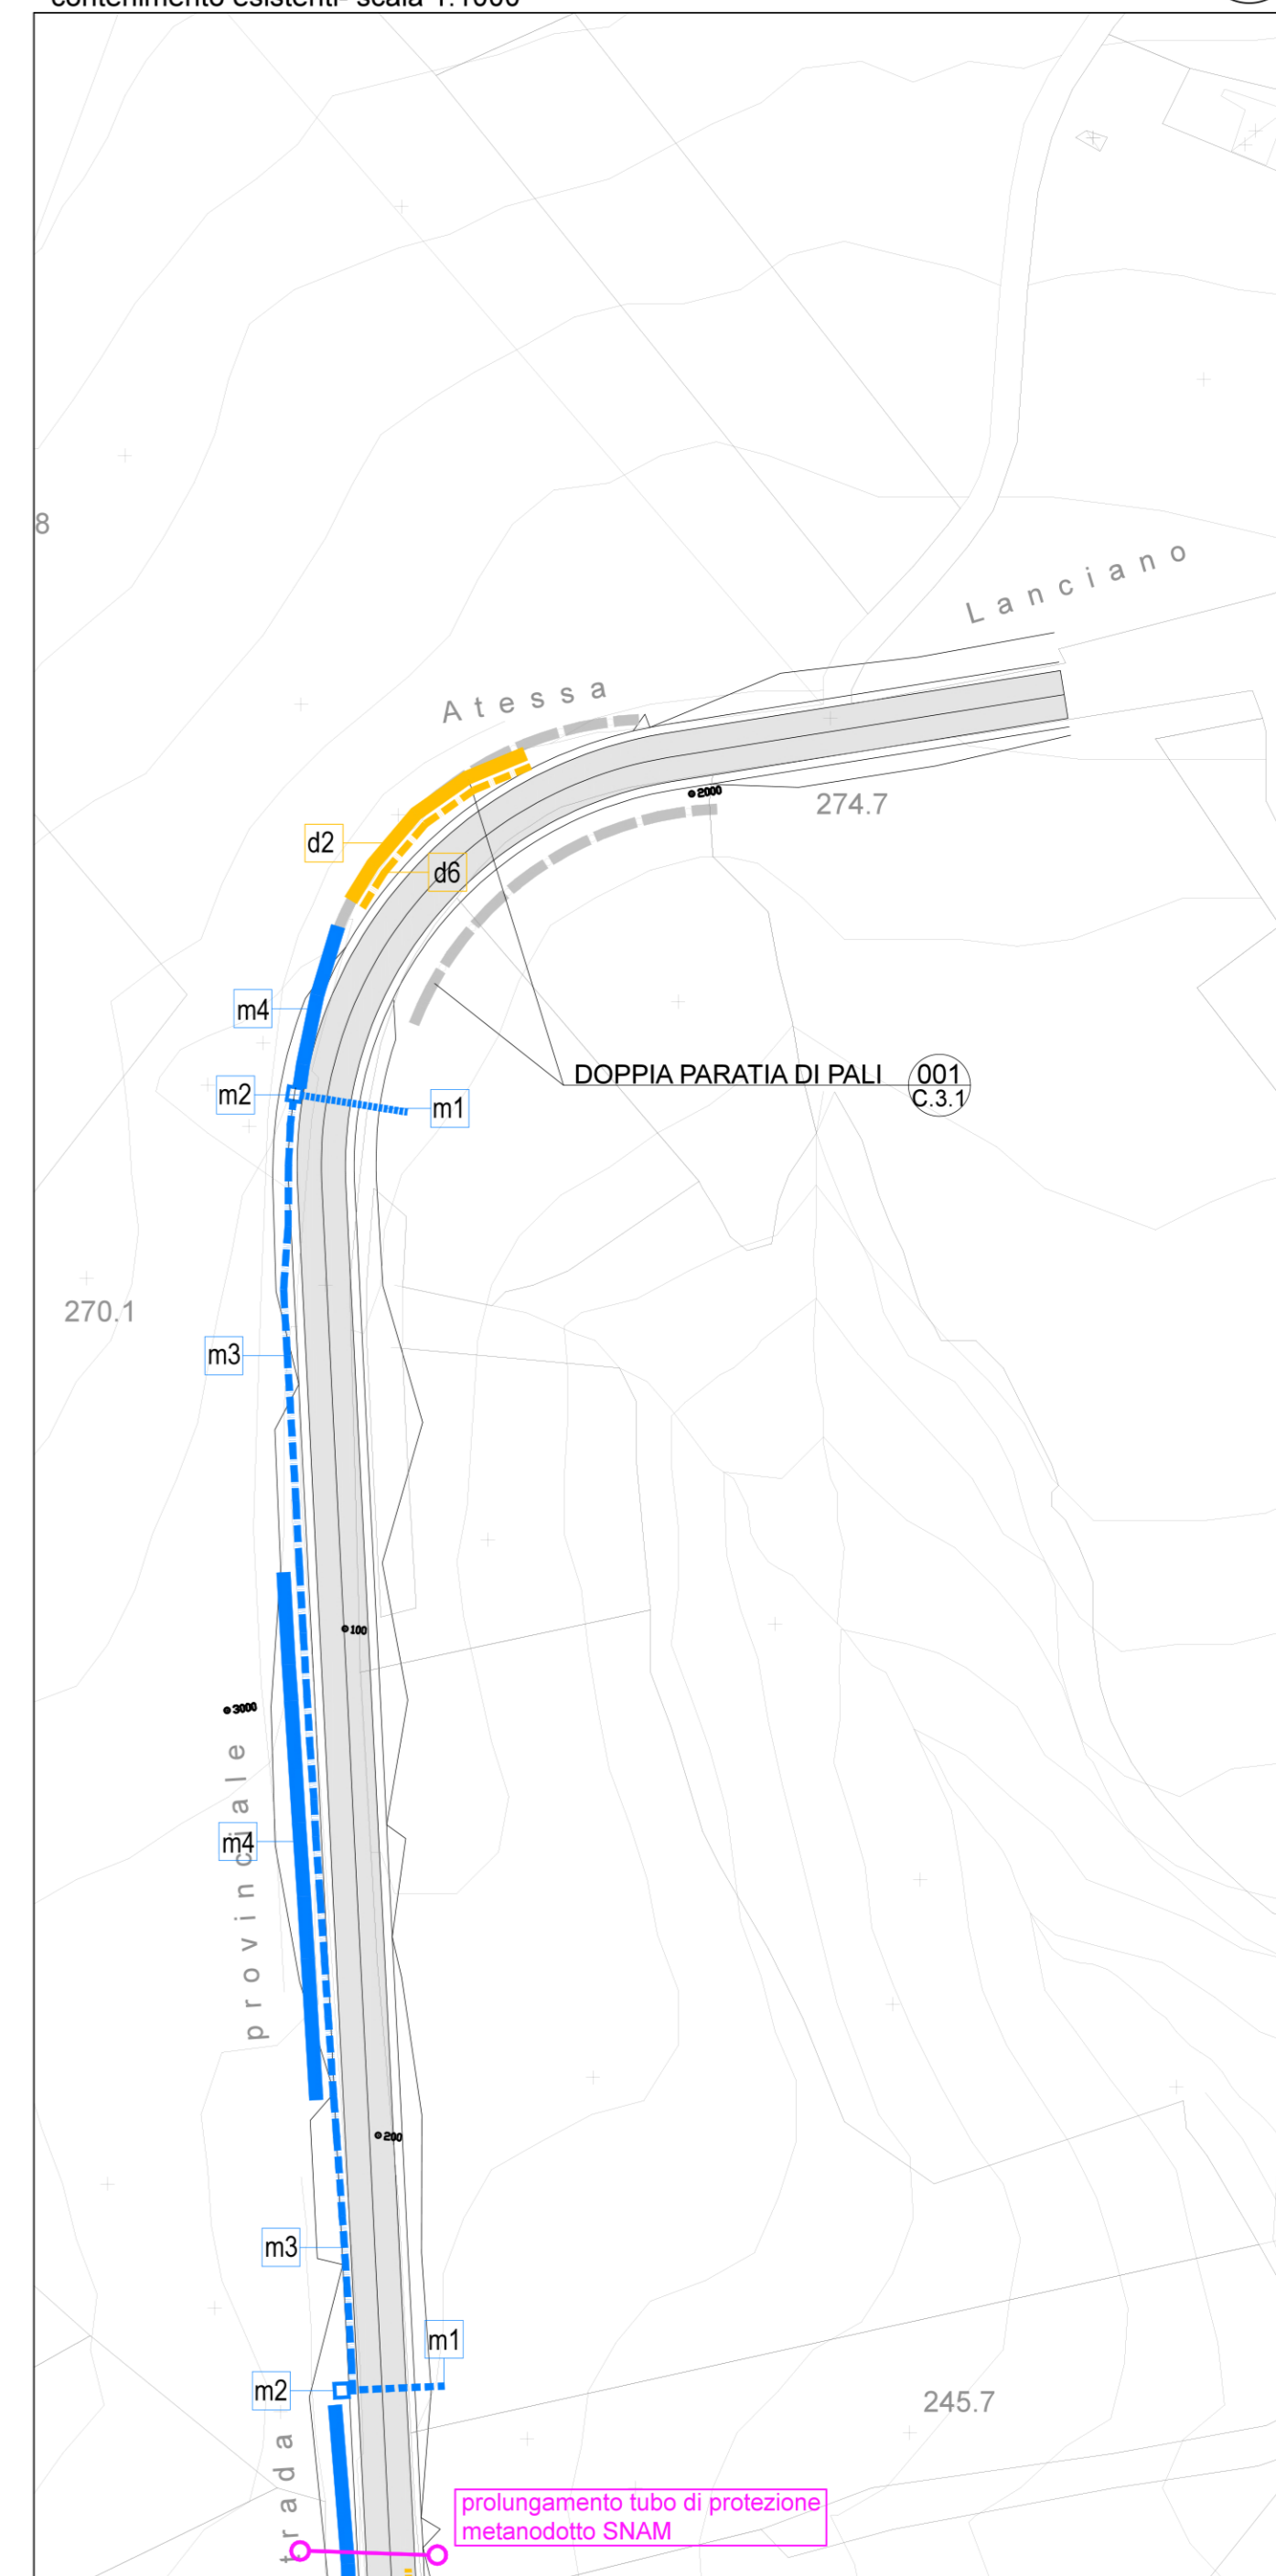 contenimento esistenti- scala 1:1000
8
Lanciano
Atessa
2000
274.7
d2
d6
m4
DOPPIA PARATIA DI PALI
001
C.3.1
m2
m1
270.1
m3
100
3000
provinciale
m4
200
m3
m1
m2
245.7
trada
prolungamento tubo di protezione
metanodotto SNAM